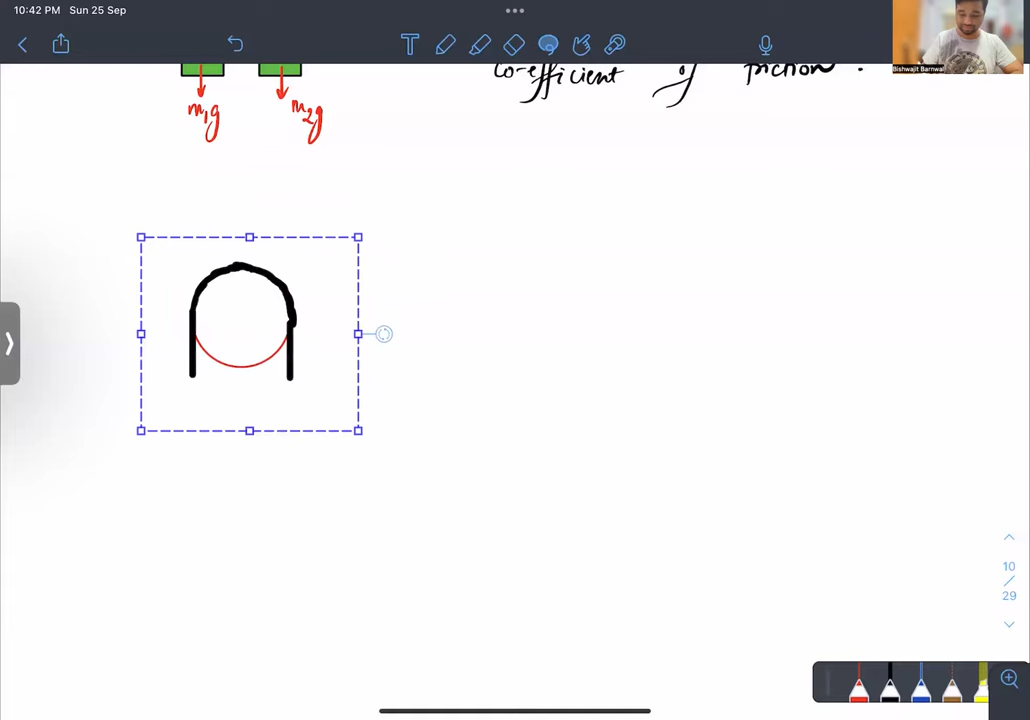 10:42 PM Sun 25 Sep
T
Bishwajit Barnwal
co-efficient of friction.
m₁g m₂g
10
/
29